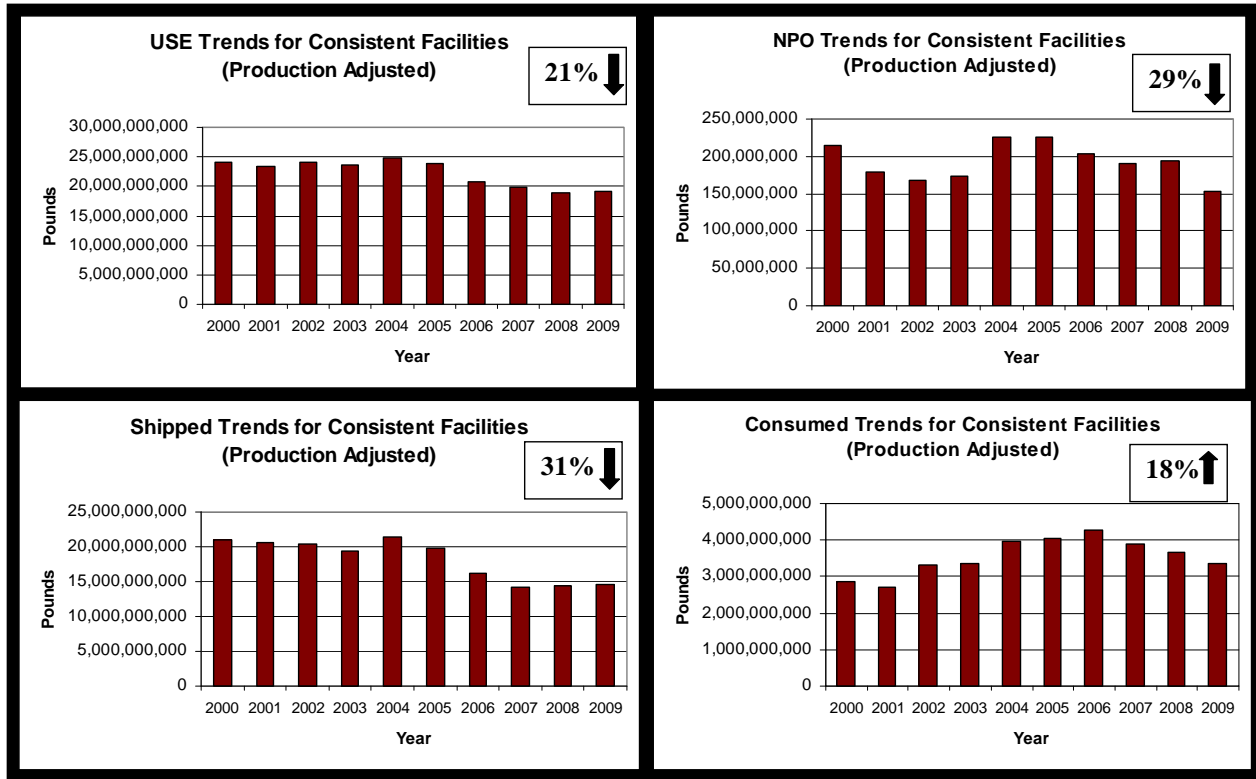 USE Trends for Consistent Facilities
(Production Adjusted)
21%
30,000,000,000
25,000,000,000
20,000,000,000
15,000,000,000
10,000,000,000
5,000,000,000
0
Pounds
2000 2001 2002 2003 2004 2005 2006 2007 2008 2009
Year
NPO Trends for Consistent Facilities
(Production Adjusted)
29%
250,000,000
200,000,000
150,000,000
100,000,000
50,000,000
0
Pounds
2000 2001 2002 2003 2004 2005 2006 2007 2008 2009
Year
Shipped Trends for Consistent Facilities
(Production Adjusted)
31%
25,000,000,000
20,000,000,000
15,000,000,000
10,000,000,000
5,000,000,000
0
Pounds
2000 2001 2002 2003 2004 2005 2006 2007 2008 2009
Year
Consumed Trends for Consistent Facilities
(Production Adjusted)
18%
5,000,000,000
4,000,000,000
3,000,000,000
2,000,000,000
1,000,000,000
0
Pounds
2000 2001 2002 2003 2004 2005 2006 2007 2008 2009
Year